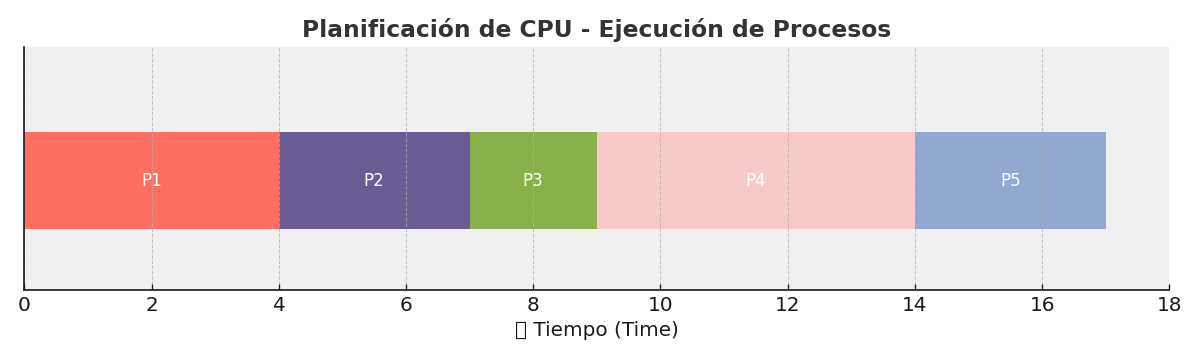 Planificación de CPU - Ejecución de Procesos
P1 P2 P3 P4 P5
0 2 4 6 8 10 12 14 16 18
▯ Tiempo (Time)